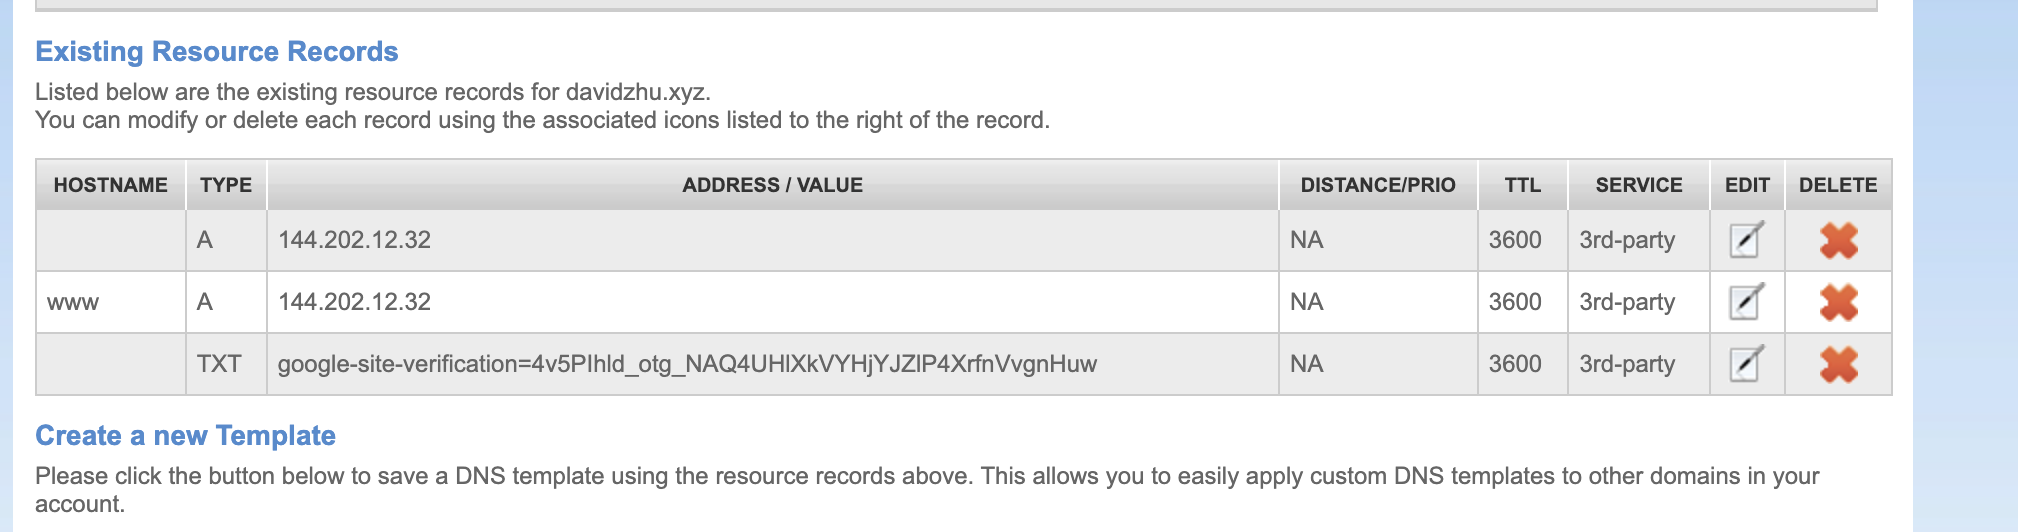 Existing Resource Records
Listed below are the existing resource records for davidzhu.xyz.
You can modify or delete each record using the associated icons listed to the right of the record.
HOSTNAME TYPE ADDRESS / VALUE DISTANCE/PRIO TTL SERVICE EDIT DELETE
A 144.202.12.32 NA 3600 3rd-party
www A 144.202.12.32 NA 3600 3rd-party
TXT google-site-verification=4v5PIhld_otg_NAQ4UHlXkVYHjYJZlP4XrfnVvgnHuw NA 3600 3rd-party
Create a new Template
Please click the button below to save a DNS template using the resource records above. This allows you to easily apply custom DNS templates to other domains in your
account.